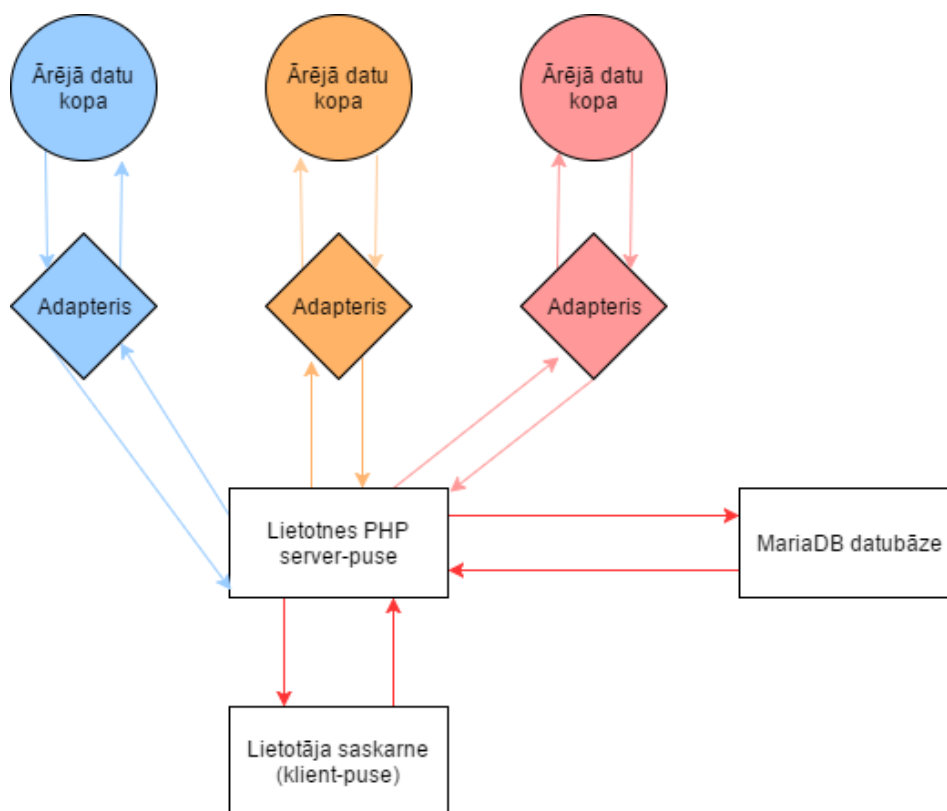 Ārējā datu
kopa
Ārējā datu
kopa
Ārējā datu
kopa
Adapteris
Adapteris
Adapteris
Lietotnes PHP
server-puse
MariaDB datubāze
Lietotāja saskarne
(klient-puse)